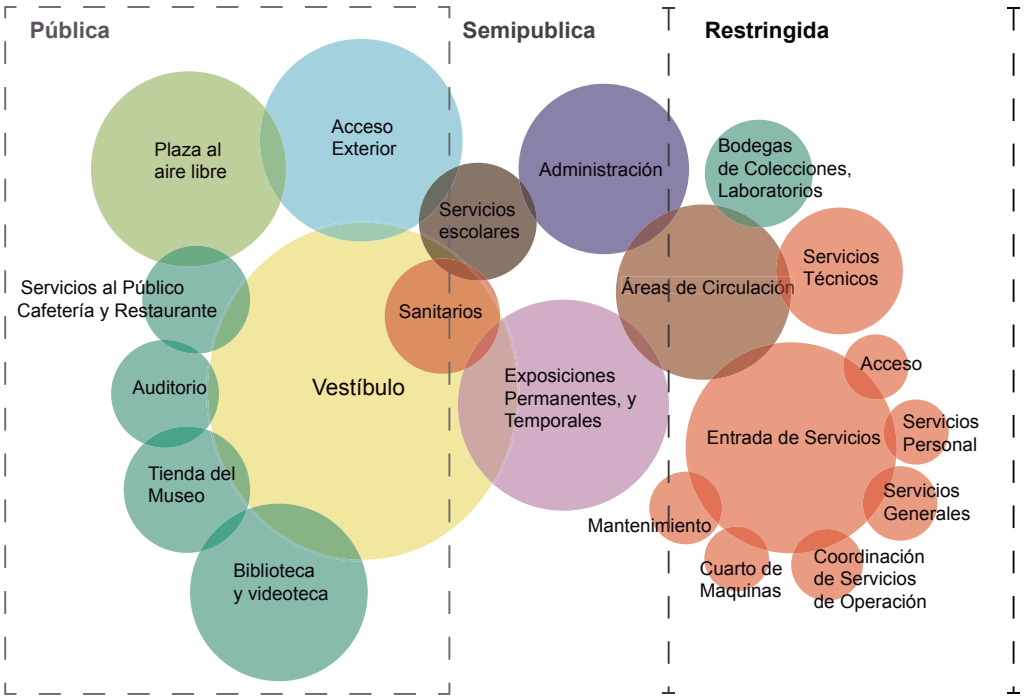 Pública
Semipublica
Restringida
Plaza al
aire libre
Acceso
Exterior
Servicios
escolares
Administración
Bodegas
de Colecciones,
Laboratorios
Servicios
Técnicos
Servicios al Público
Cafetería y Restaurante
Sanitarios
Áreas de Circulación
Auditorio
Vestíbulo
Exposiciones
Permanentes, y
Temporales
Acceso
Entrada de Servicios
Servicios
Personal
Tienda del
Museo
Servicios
Generales
Mantenimiento
Biblioteca
y videoteca
Cuarto de
Maquinas
Coordinación
de Servicios
de Operación